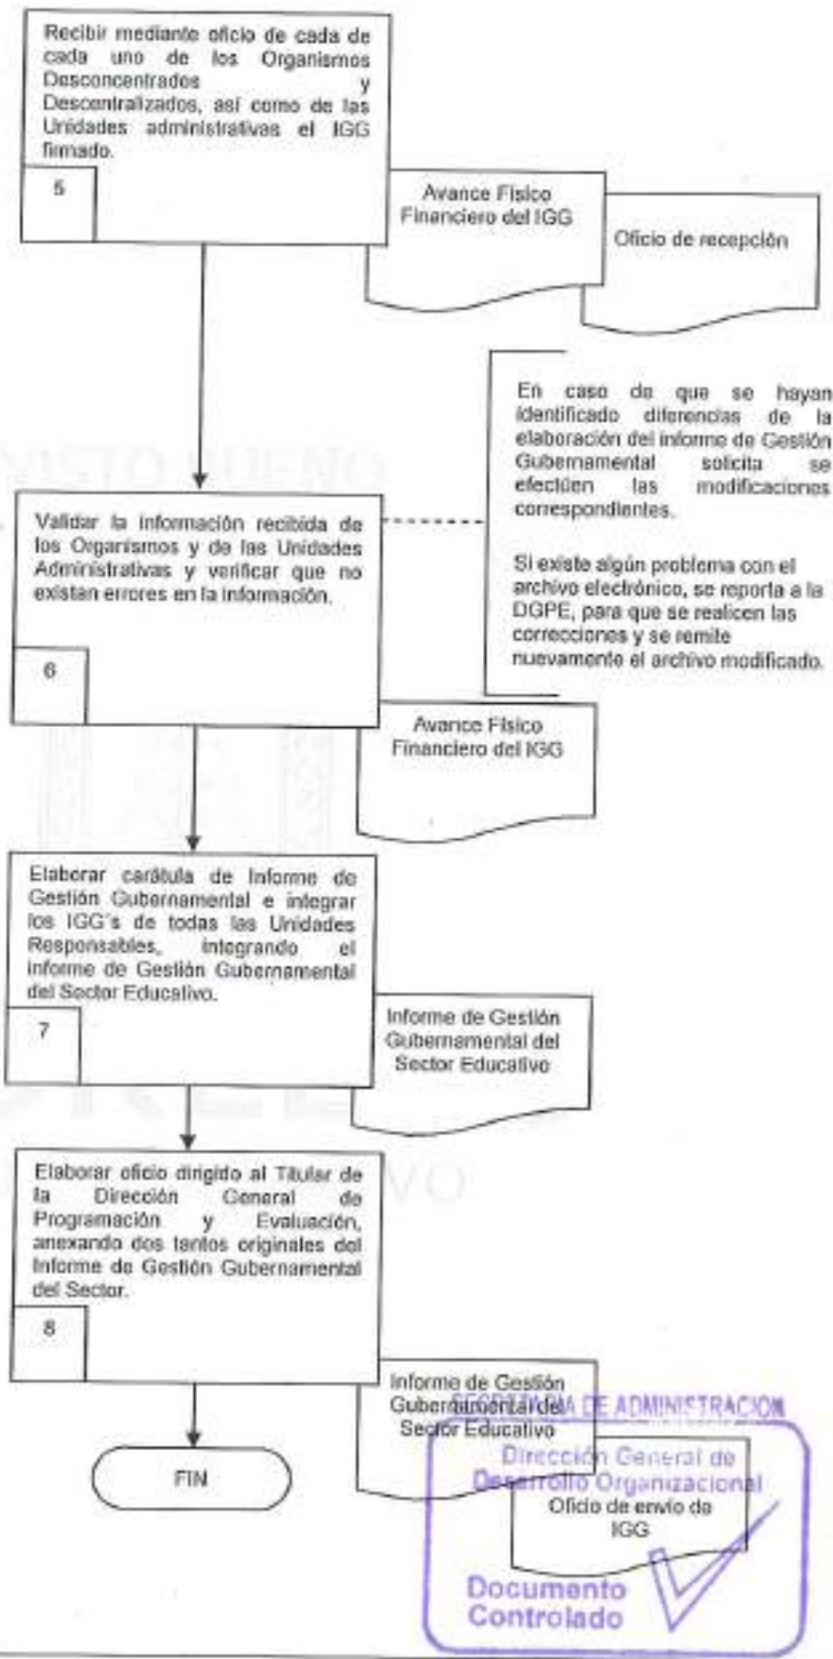 Recibir mediante oficio de cada de
cada uno de los Organismos
Desconcentrados y
Descentralizados, así como de las
Unidades administrativas el IGG
firmado.
5
Avance Físico
Financiero del IGG
Oficio de recepción
En caso de que se hayan
identificado diferencias de la
elaboración del informe de Gestión
Gubernamental solicita se
efectúen las modificaciones
correspondientes.
Si existe algún problema con el
archivo electrónico, se reporta a la
DGPE, para que se realicen las
correcciones y se remite
nuevamente el archivo modificado.
VISTO BUENO
Validar la información recibida de
los Organismos y de las Unidades
Administrativas y verificar que no
existan errores en la información.
6
Avance Físico
Financiero del IGG
Elaborar carátula de Informe de
Gestión Gubernamental e integrar
los IGG´s de todas las Unidades
Responsables, integrando el
informe de Gestión Gubernamental
del Sector Educativo.
7
Informe de Gestión
Gubernamental del
Sector Educativo
Elaborar oficio dirigido al Titular de
la Dirección General de
Programación y Evaluación,
anexando dos tantos originales del
Informe de Gestión Gubernamental
del Sector.
8
Informe de Gestión
Gubernamental del
Sector Educativo
Oficio de envío de
IGG
FIN
SECRETARIA DE ADMINISTRACION
Dirección General de
Desarrollo Organizacional
Documento
Controlado